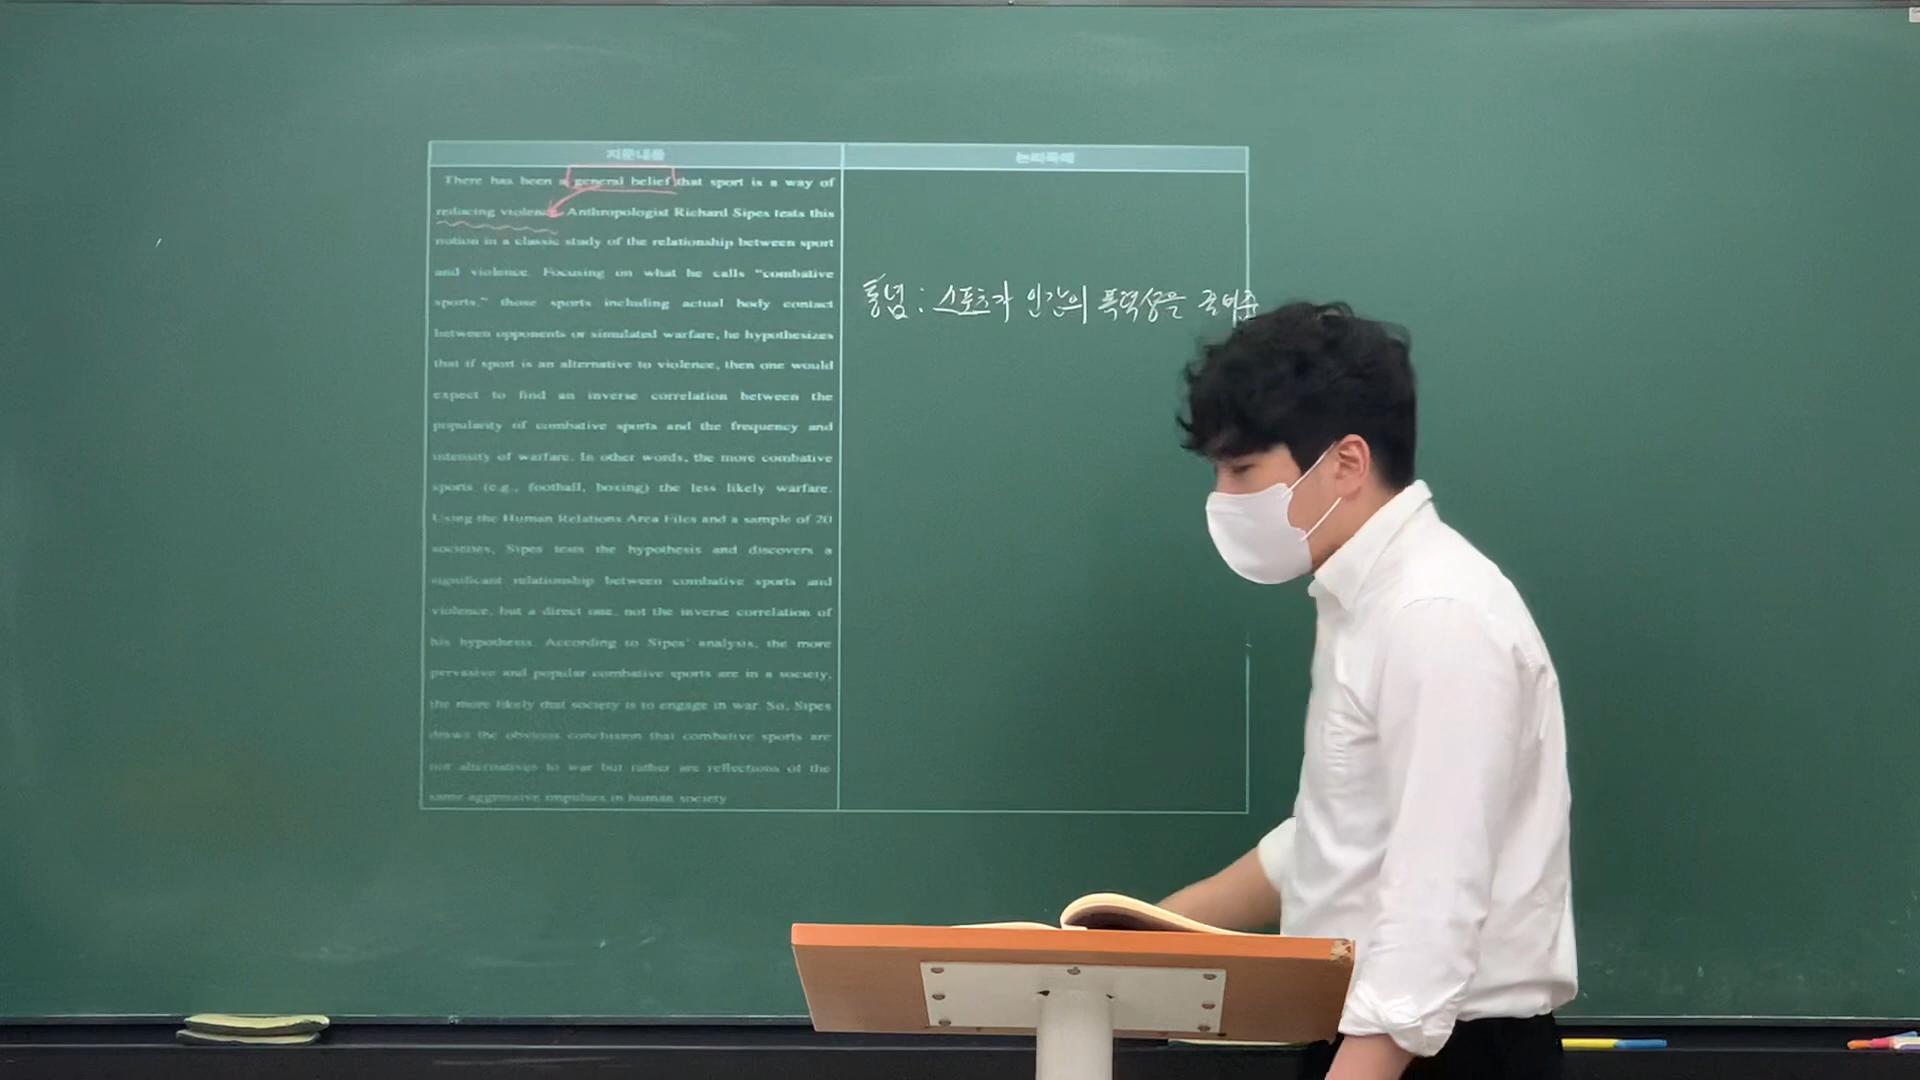 지문내용
논리독해
There has been a general belief that sport is a way of
reducing violence. Anthropologist Richard Sipes tests this
notion in a classic study of the relationship between sport
and violence. Focusing on what he calls “combative
sports,” those sports including actual body contact
between opponents or simulated warfare, he hypothesizes
that if sport is an alternative to violence, then one would
expect to find an inverse correlation between the
popularity of combative sports and the frequency and
intensity of warfare. In other words, the more combative
sports (e.g., football, boxing) the less likely warfare.
Using the Human Relations Area Files and a sample of 20
societies, Sipes tests the hypothesis and discovers a
significant relationship between combative sports and
violence, but a direct one, not the inverse correlation of
his hypothesis. According to Sipes’ analysis, the more
pervasive and popular combative sports are in a society,
the more likely that society is to engage in war. So, Sipes
draws the obvious conclusion that combative sports are
not alternatives to war but rather are reflections of the
same aggressive impulses in human society
통념 : 스포츠가 인간의 폭력성을 줄여줌